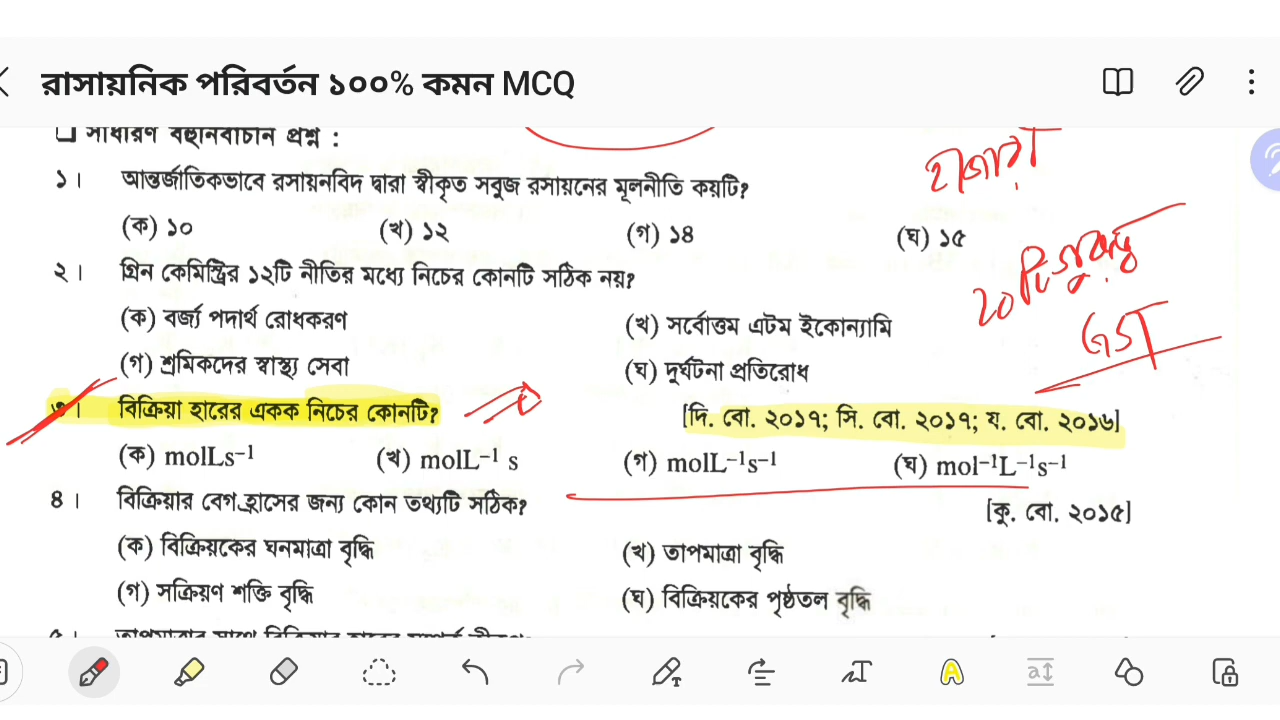 রাসায়নিক পরিবর্তন ১০০% কমন MCQ
❑ সাধারণ বহুনির্বাচনি প্রশ্ন :
১। আন্তর্জাতিকভাবে রসায়নবিদ দ্বারা স্বীকৃত সবুজ রসায়নের মূলনীতি কয়টি?
(ক) ১০ (খ) ১২ (গ) ১৪ (ঘ) ১৫
২। গ্রিন কেমিস্ট্রির ১২টি নীতির মধ্যে নিচের কোনটি সঠিক নয়?
(ক) বর্জ্য পদার্থ রোধকরণ (খ) সর্বোত্তম এটম ইকোন্যামি
(গ) শ্রমিকদের স্বাস্থ্য সেবা (ঘ) দুর্ঘটনা প্রতিরোধ
GST
৩। বিক্রিয়া হারের একক নিচের কোনটি? [দি. বো. ২০১৭; সি. বো. ২০১৭; য. বো. ২০১৬]
(ক) molLs⁻¹ (খ) molL⁻¹ s (গ) molL⁻¹s⁻¹ (ঘ) mol⁻¹L⁻¹s⁻¹
৪। বিক্রিয়ার বেগ হ্রাসের জন্য কোন তথ্যটি সঠিক? [কু. বো. ২০১৫]
(ক) বিক্রিয়কের ঘনমাত্রা বৃদ্ধি (খ) তাপমাত্রা বৃদ্ধি
(গ) সক্রিয়ণ শক্তি বৃদ্ধি (ঘ) বিক্রিয়কের পৃষ্ঠতল বৃদ্ধি